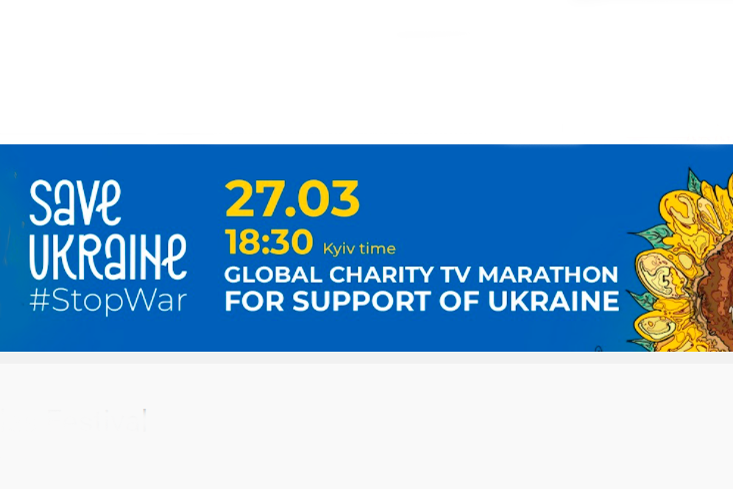 Save
UKRAINE
#StopWar
27.03
18:30 Kyiv time
GLOBAL CHARITY TV MARATHON
FOR SUPPORT OF UKRAINE